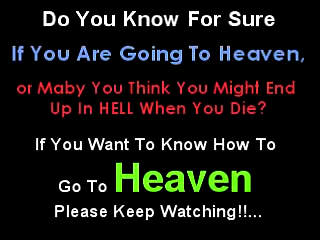 Do You Know For Sure
If You Are Going To Heaven,
or Maby You Think You Might End
Up In HELL When You Die?
If You Want To Know How To
Go To Heaven
Please Keep Watching!!...